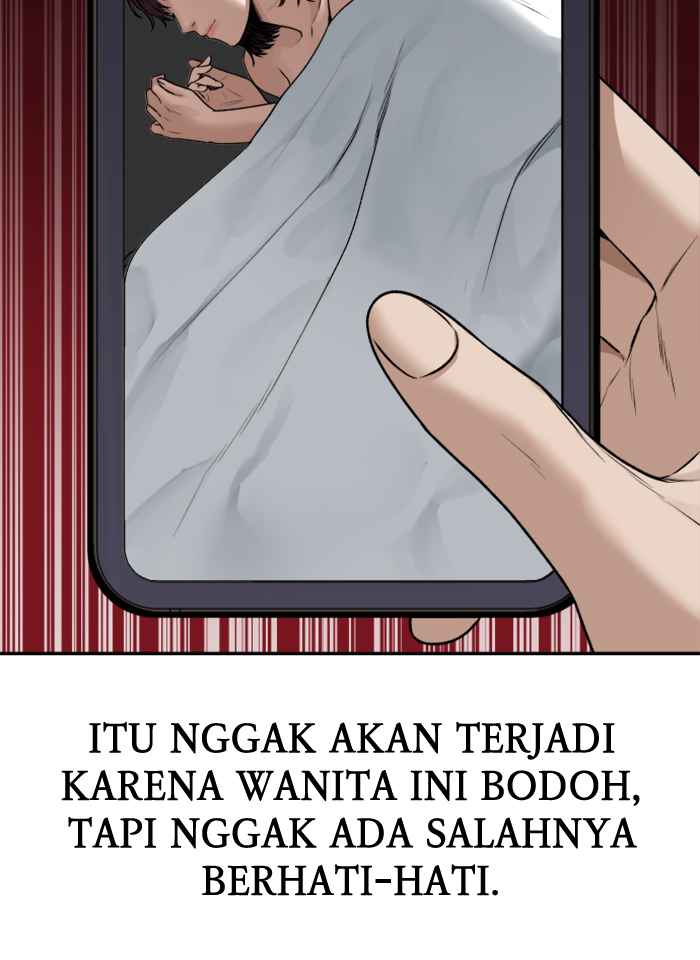 ITU NGGAK AKAN TERJADI
KARENA WANITA INI BODOH,
TAPI NGGAK ADA SALAHNYA
BERHATI-HATI.